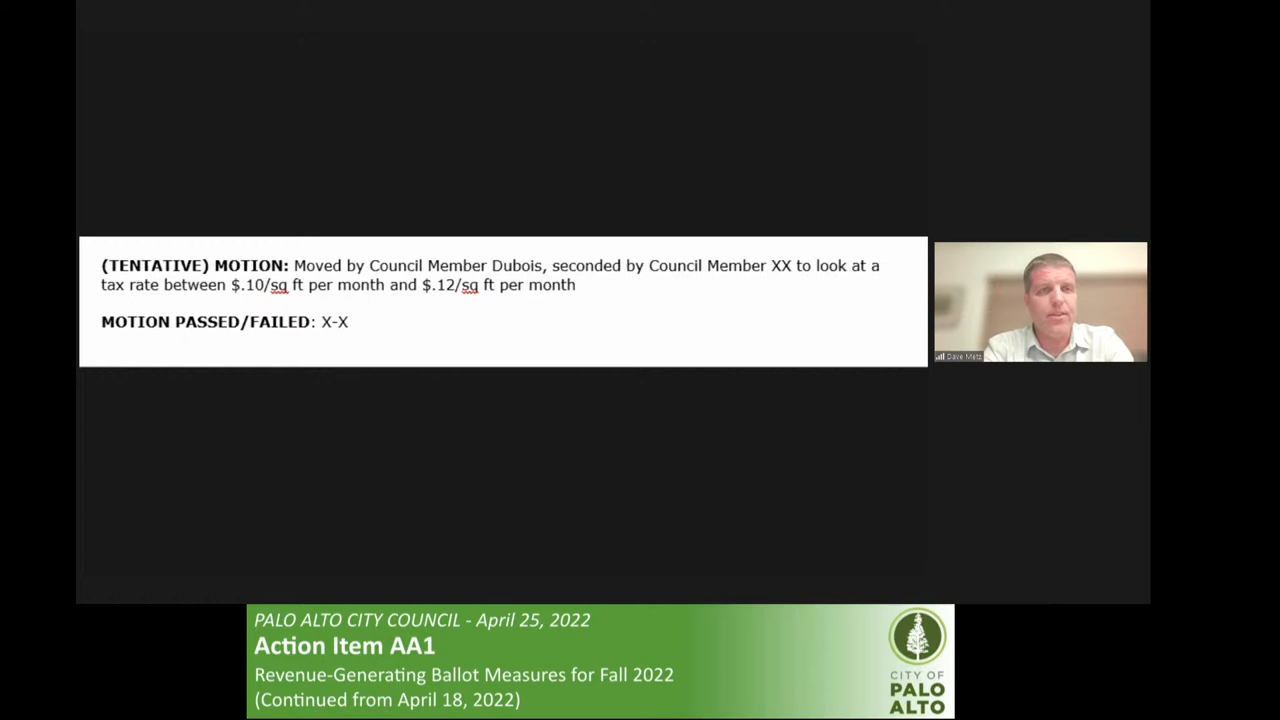 (TENTATIVE) MOTION: Moved by Council Member Dubois, seconded by Council Member XX to look at a
tax rate between $.10/sq ft per month and $.12/sq ft per month
MOTION PASSED/FAILED: X-X
Dave Metz
PALO ALTO CITY COUNCIL - April 25, 2022
Action Item AA1
Revenue-Generating Ballot Measures for Fall 2022
(Continued from April 18, 2022)
CITY OF
PALO
ALTO